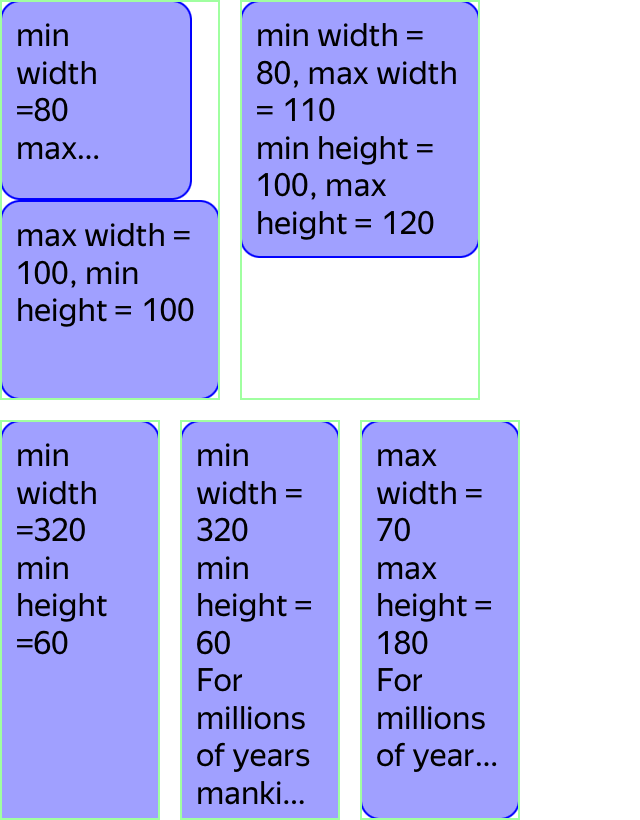 min
width
=80
max...
max width =
100, min
height = 100
min width =
80, max width
= 110
min height =
100, max
height = 120
min
width
=320
min
height
=60
min
width =
320
min
height =
60
For
millions
of years
manki...
max
width =
70
max
height =
180
For
millions
of year...